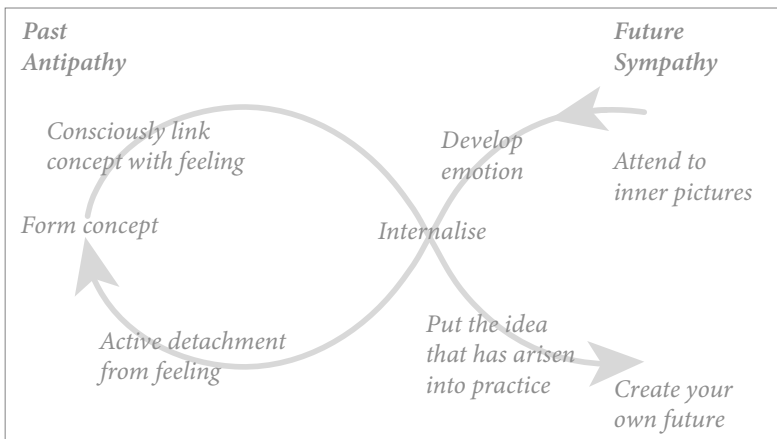 Past
Antipathy
Future
Sympathy
Consciously link
concept with feeling
Develop
emotion
Attend to
inner pictures
Form concept
Internalise
Active detachment
from feeling
Put the idea
that has arisen
into practice
Create your
own future